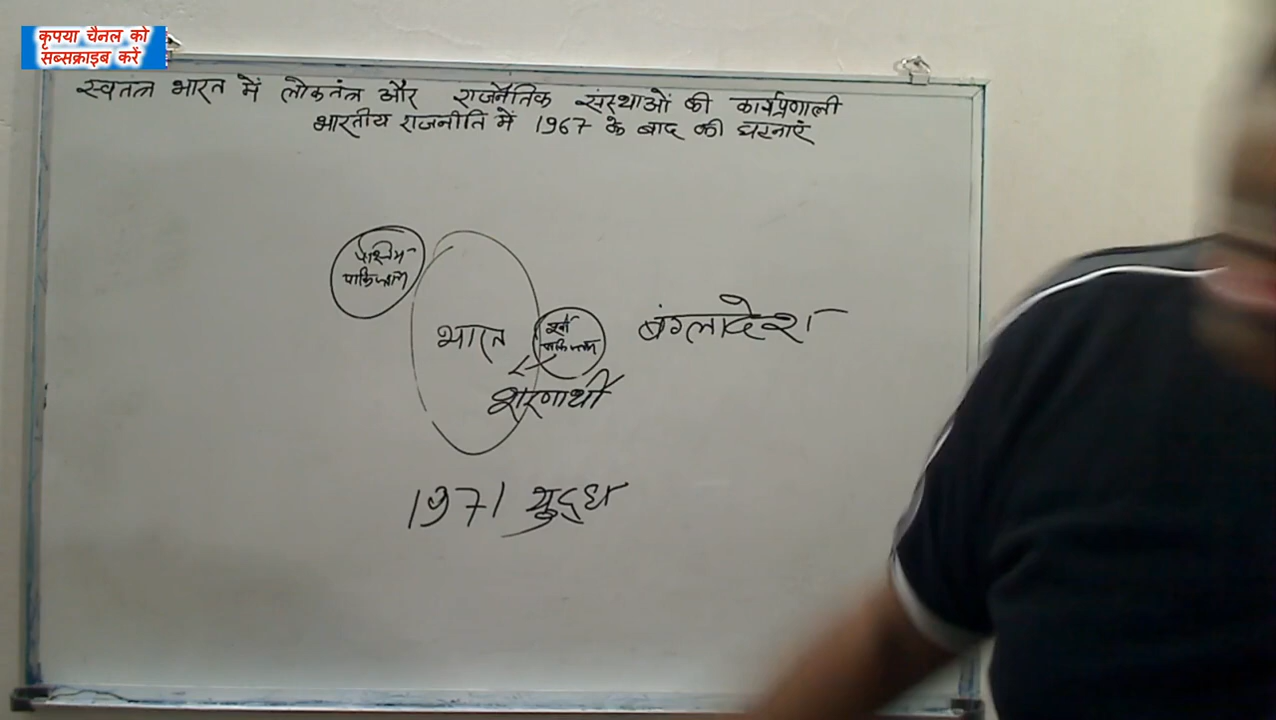 कृपया चैनल को
सब्सक्राइब करें
स्वतंत्र भारत में लोकतंत्र और राजनैतिक संस्थाओं की कार्यप्रणाली
भारतीय राजनीति में 1967 के बाद की घटनाएं
पश्चिम
पाकिस्तान
भारत
पूर्वी
पाकिस्तान
बंग्लादेश
शरणार्थी
1971 युद्ध